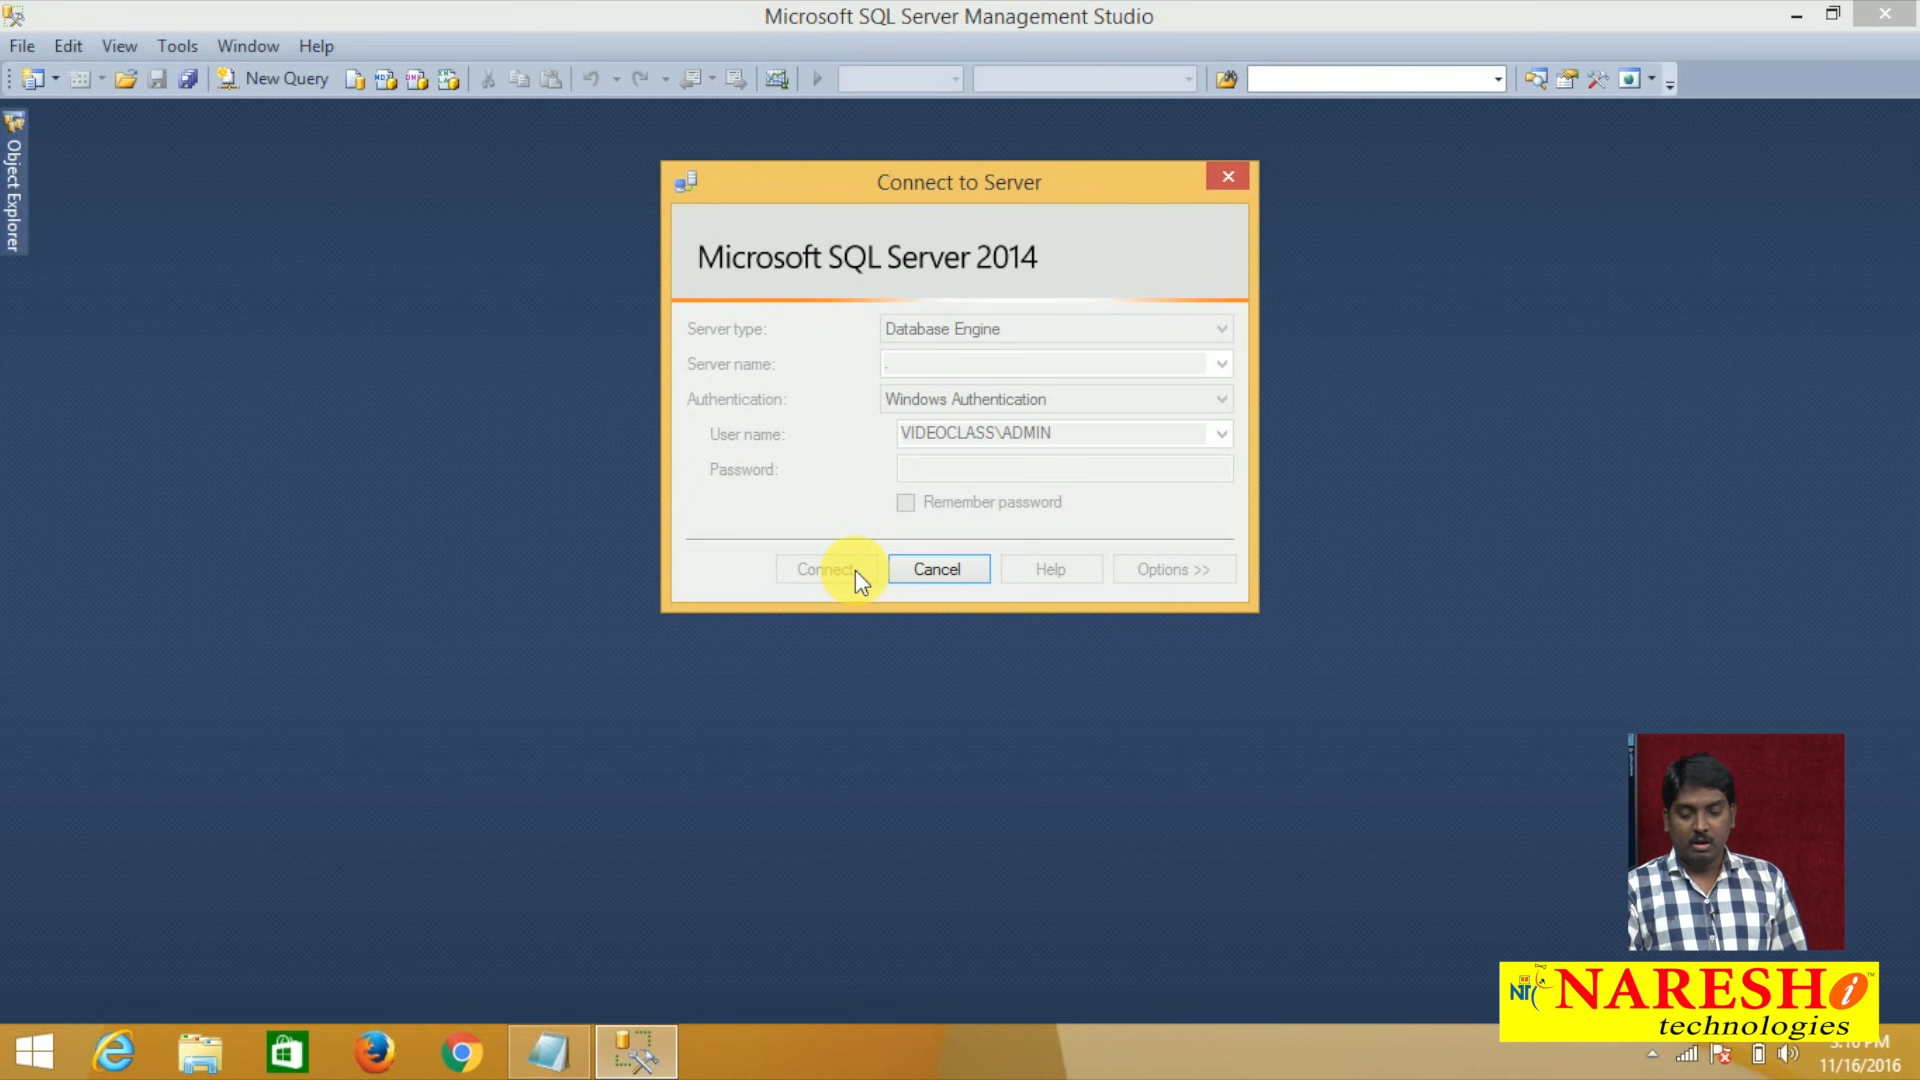 Microsoft SQL Server Management Studio
File Edit View Tools Window Help
New Query
Object Explorer
Connect to Server
Microsoft SQL Server 2014
Server type: Database Engine
Server name: .
Authentication: Windows Authentication
User name: VIDEOCLASS\ADMIN
Password:
Remember password
Connect Cancel Help Options >>
NARESH i
technologies
PM
11/16/2016